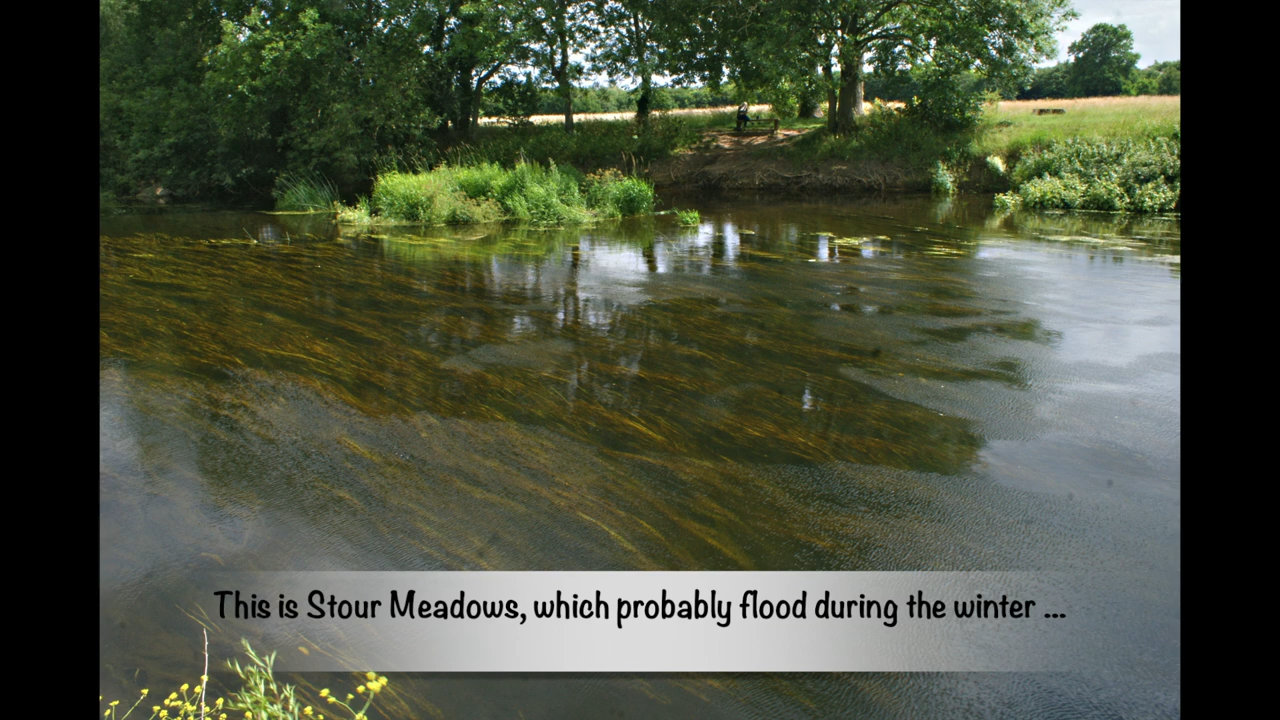 This is Stour Meadows, which probably flood during the winter ...